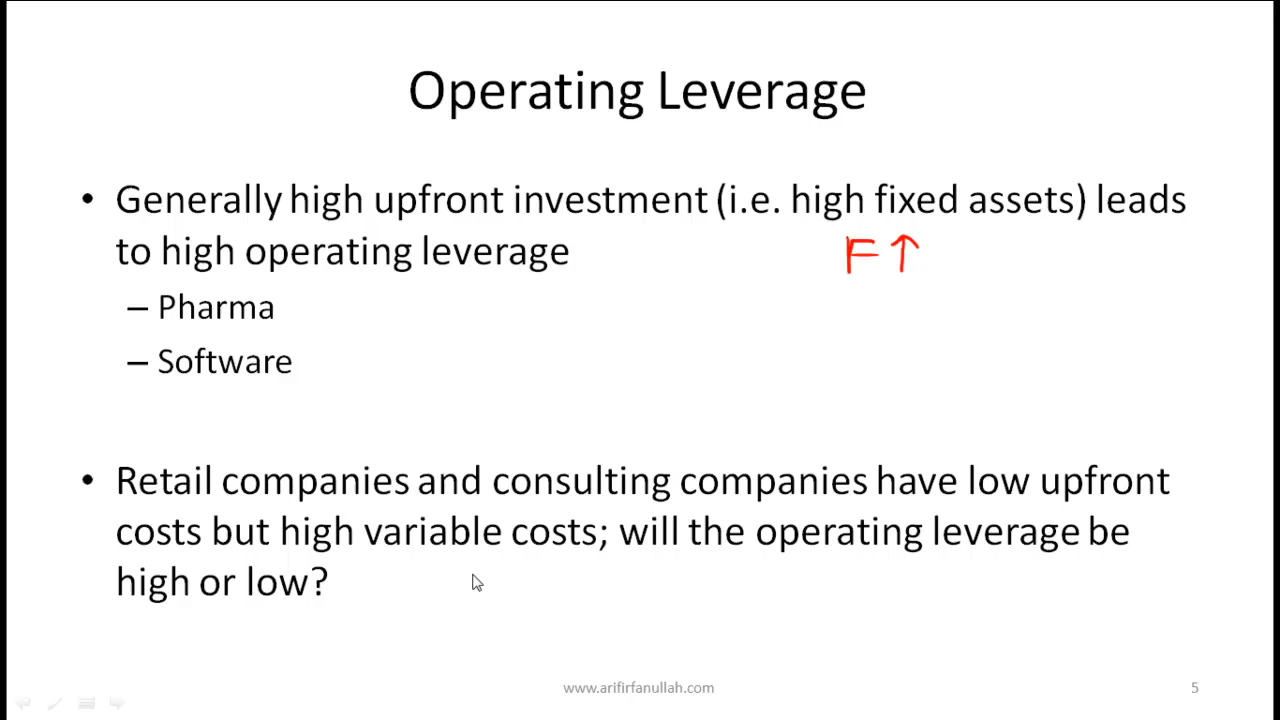 Operating Leverage
• Generally high upfront investment (i.e. high fixed assets) leads
to high operating leverage
F ↑
– Pharma
– Software
• Retail companies and consulting companies have low upfront
costs but high variable costs; will the operating leverage be
high or low?
www.arifirfanullah.com
5